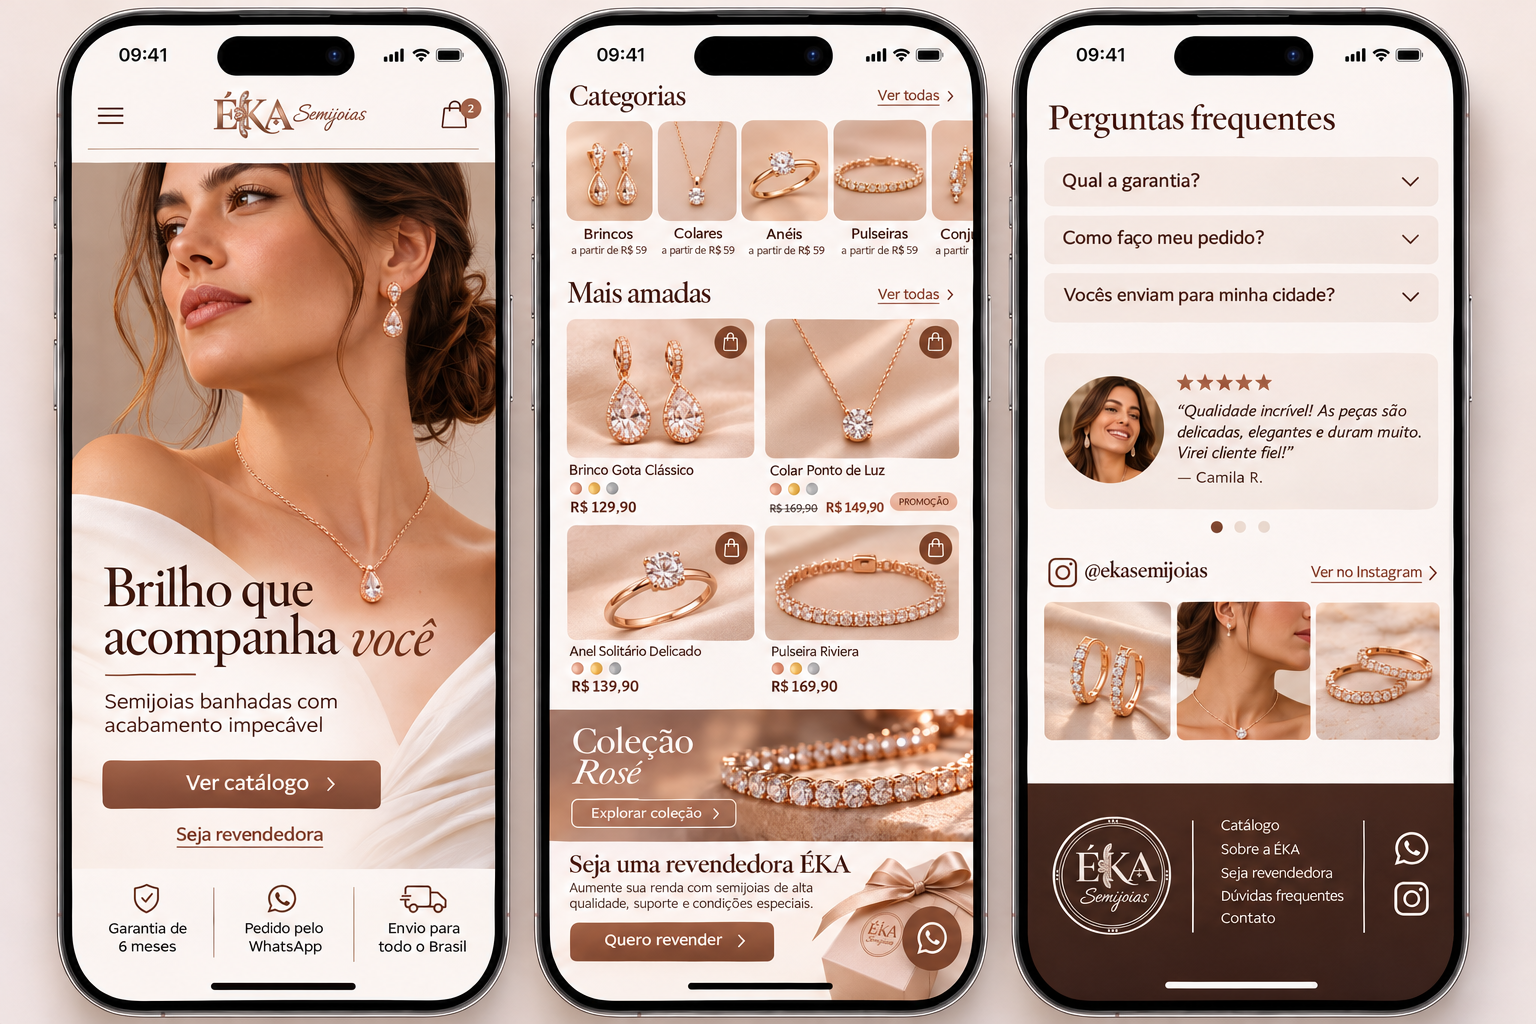 09:41
ÉKA Semijoias
2
Brilho que
acompanha você
Semijoias banhadas com
acabamento impecável
Ver catálogo
Seja revendedora
Garantia de
6 meses
Pedido pelo
WhatsApp
Envio para
todo o Brasil
09:41
Categorias
Ver todas
Brincos
a partir de R$ 59
Colares
a partir de R$ 59
Anéis
a partir de R$ 59
Pulseiras
a partir de R$ 59
Conj
a partir
Mais amadas
Ver todas
Brinco Gota Clássico
R$ 129,90
Colar Ponto de Luz
R$ 169,90 R$ 149,90 PROMOÇÃO
Anel Solitário Delicado
R$ 139,90
Pulseira Riviera
R$ 169,90
Coleção
Rosé
Explorar coleção
Seja uma revendedora ÉKA
Aumente sua renda com semijoias de alta
qualidade, suporte e condições especiais.
Quero revender
ÉKA
Semijoias
09:41
Perguntas frequentes
Qual a garantia?
Como faço meu pedido?
Vocês enviam para minha cidade?
“Qualidade incrível! As peças são
delicadas, elegantes e duram muito.
Virei cliente fiel!”
— Camila R.
@ekasemijoias
Ver no Instagram
ÉKA
Semijoias
Catálogo
Sobre a ÉKA
Seja revendedora
Dúvidas frequentes
Contato